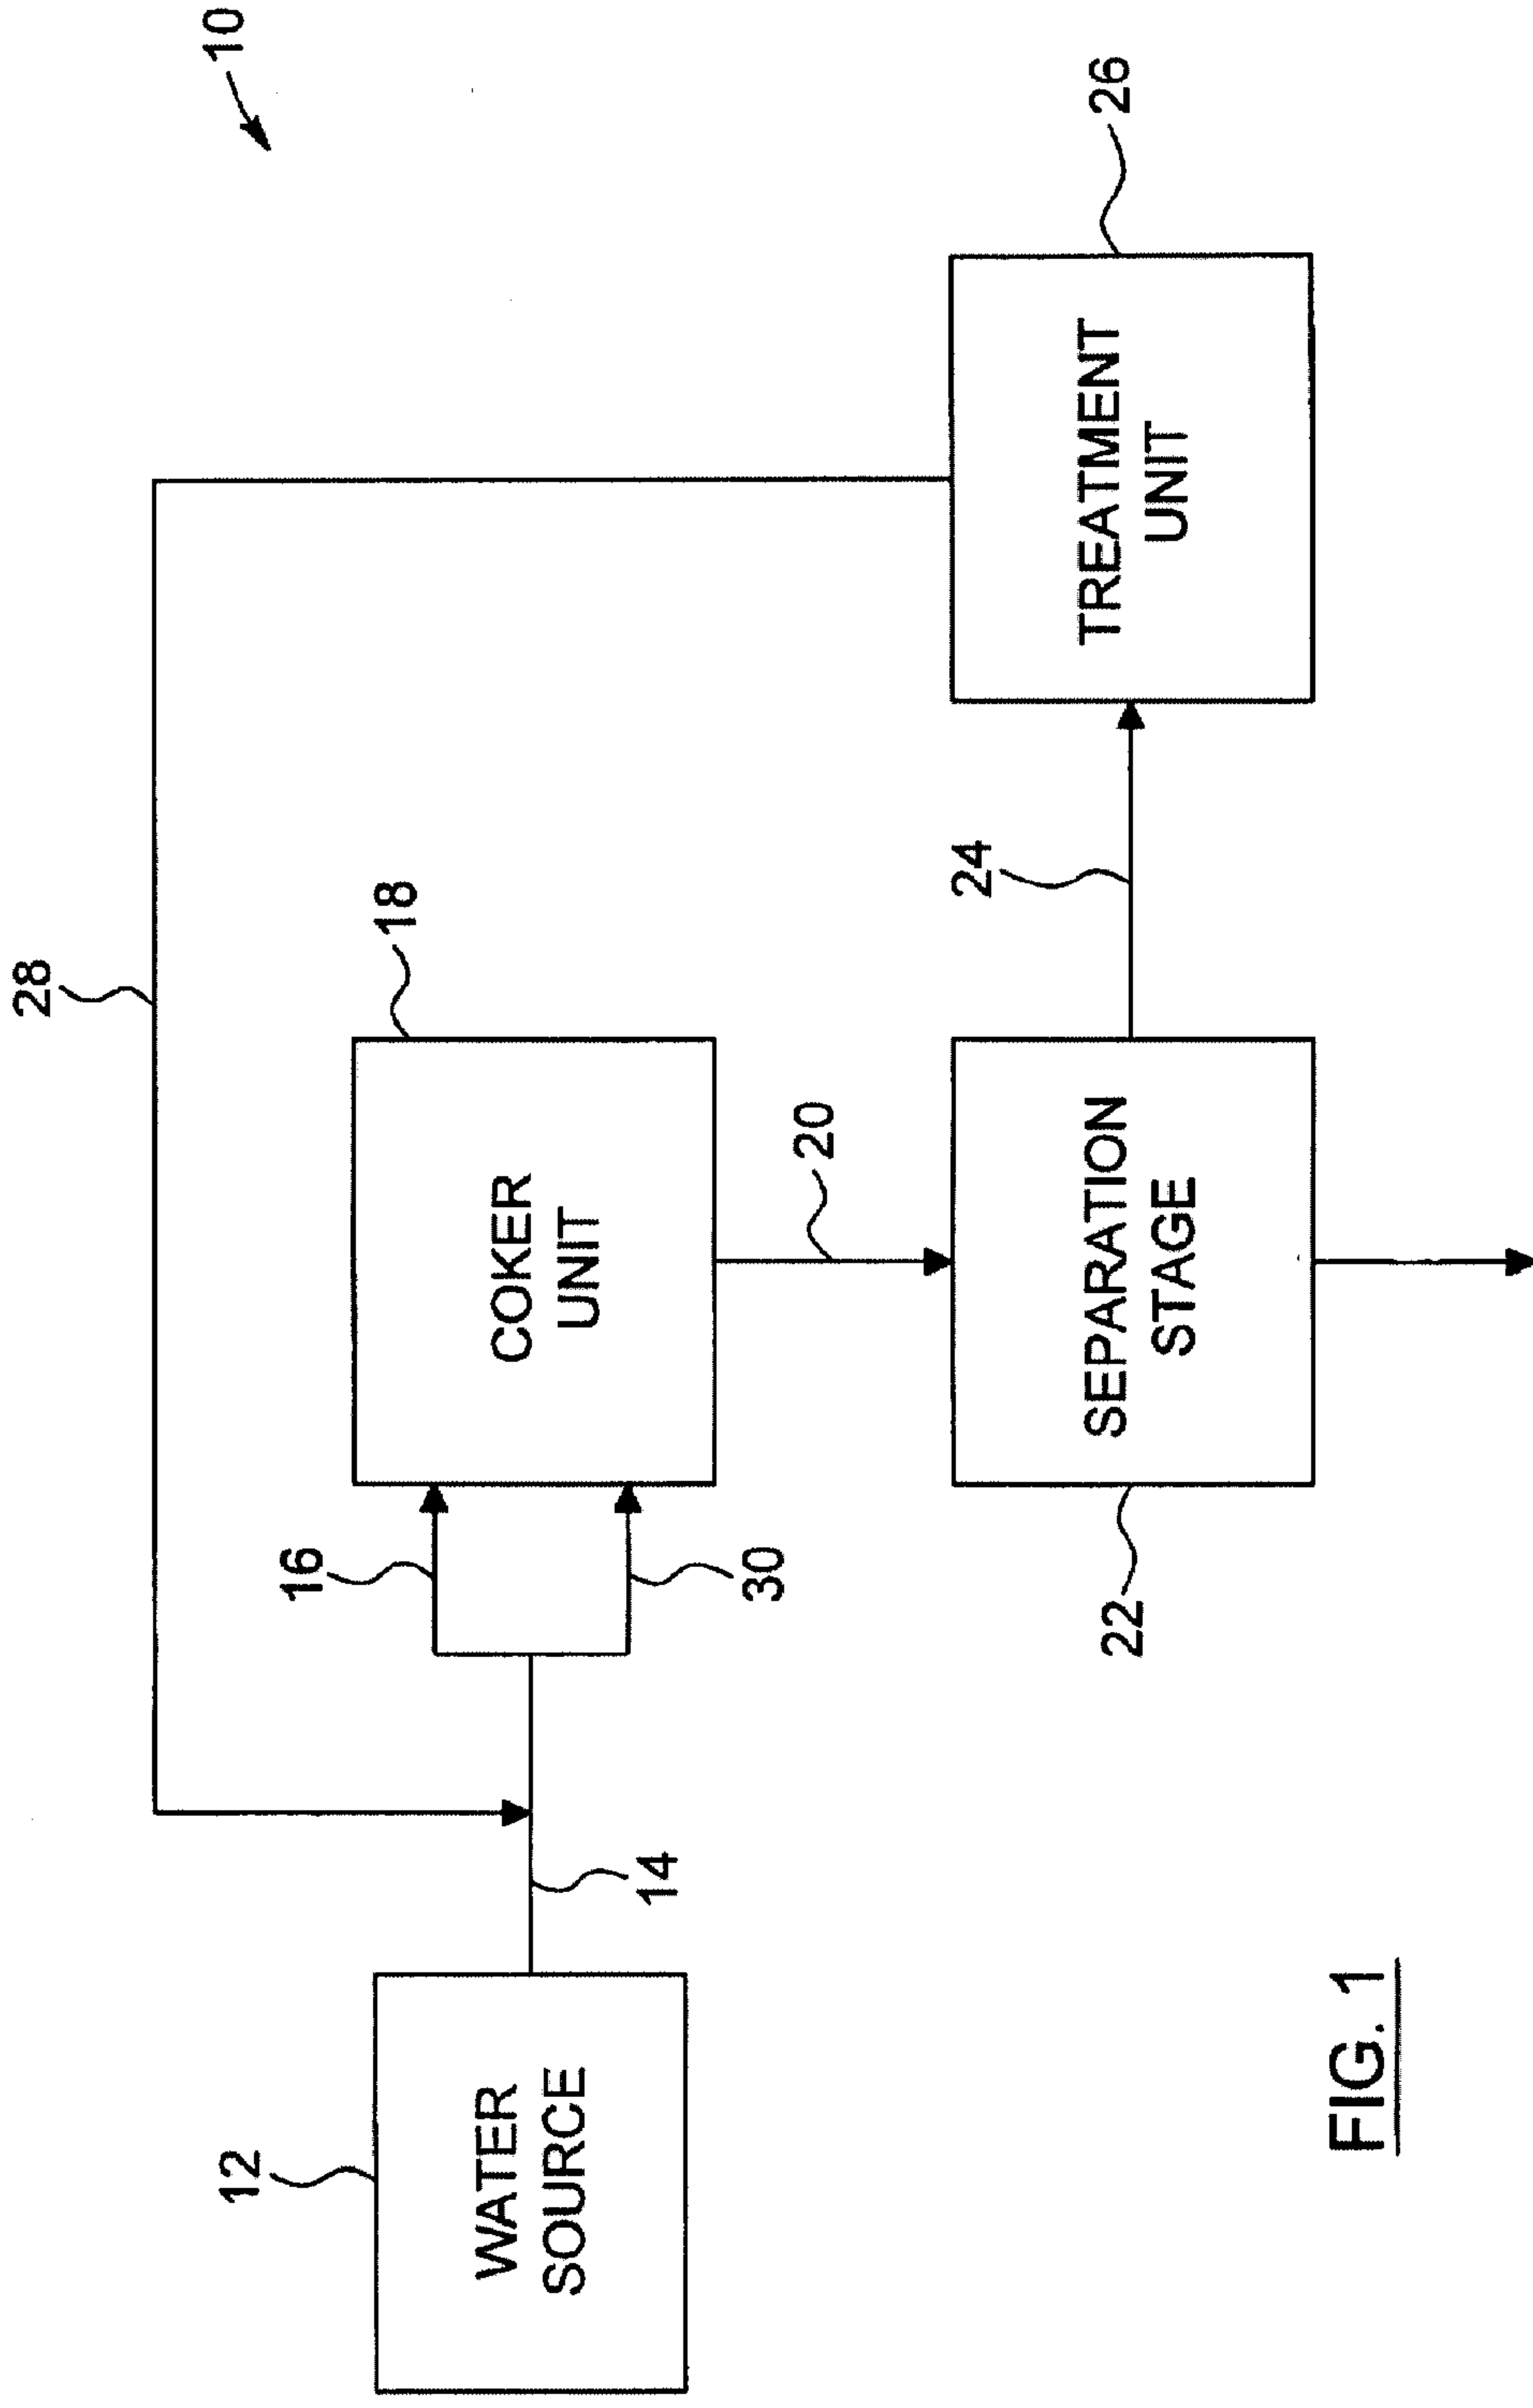 10
28
12
WATER
SOURCE
14
16
30
18
COKER
UNIT
20
22
SEPARATION
STAGE
24
26
TREATMENT
UNIT
FIG. 1